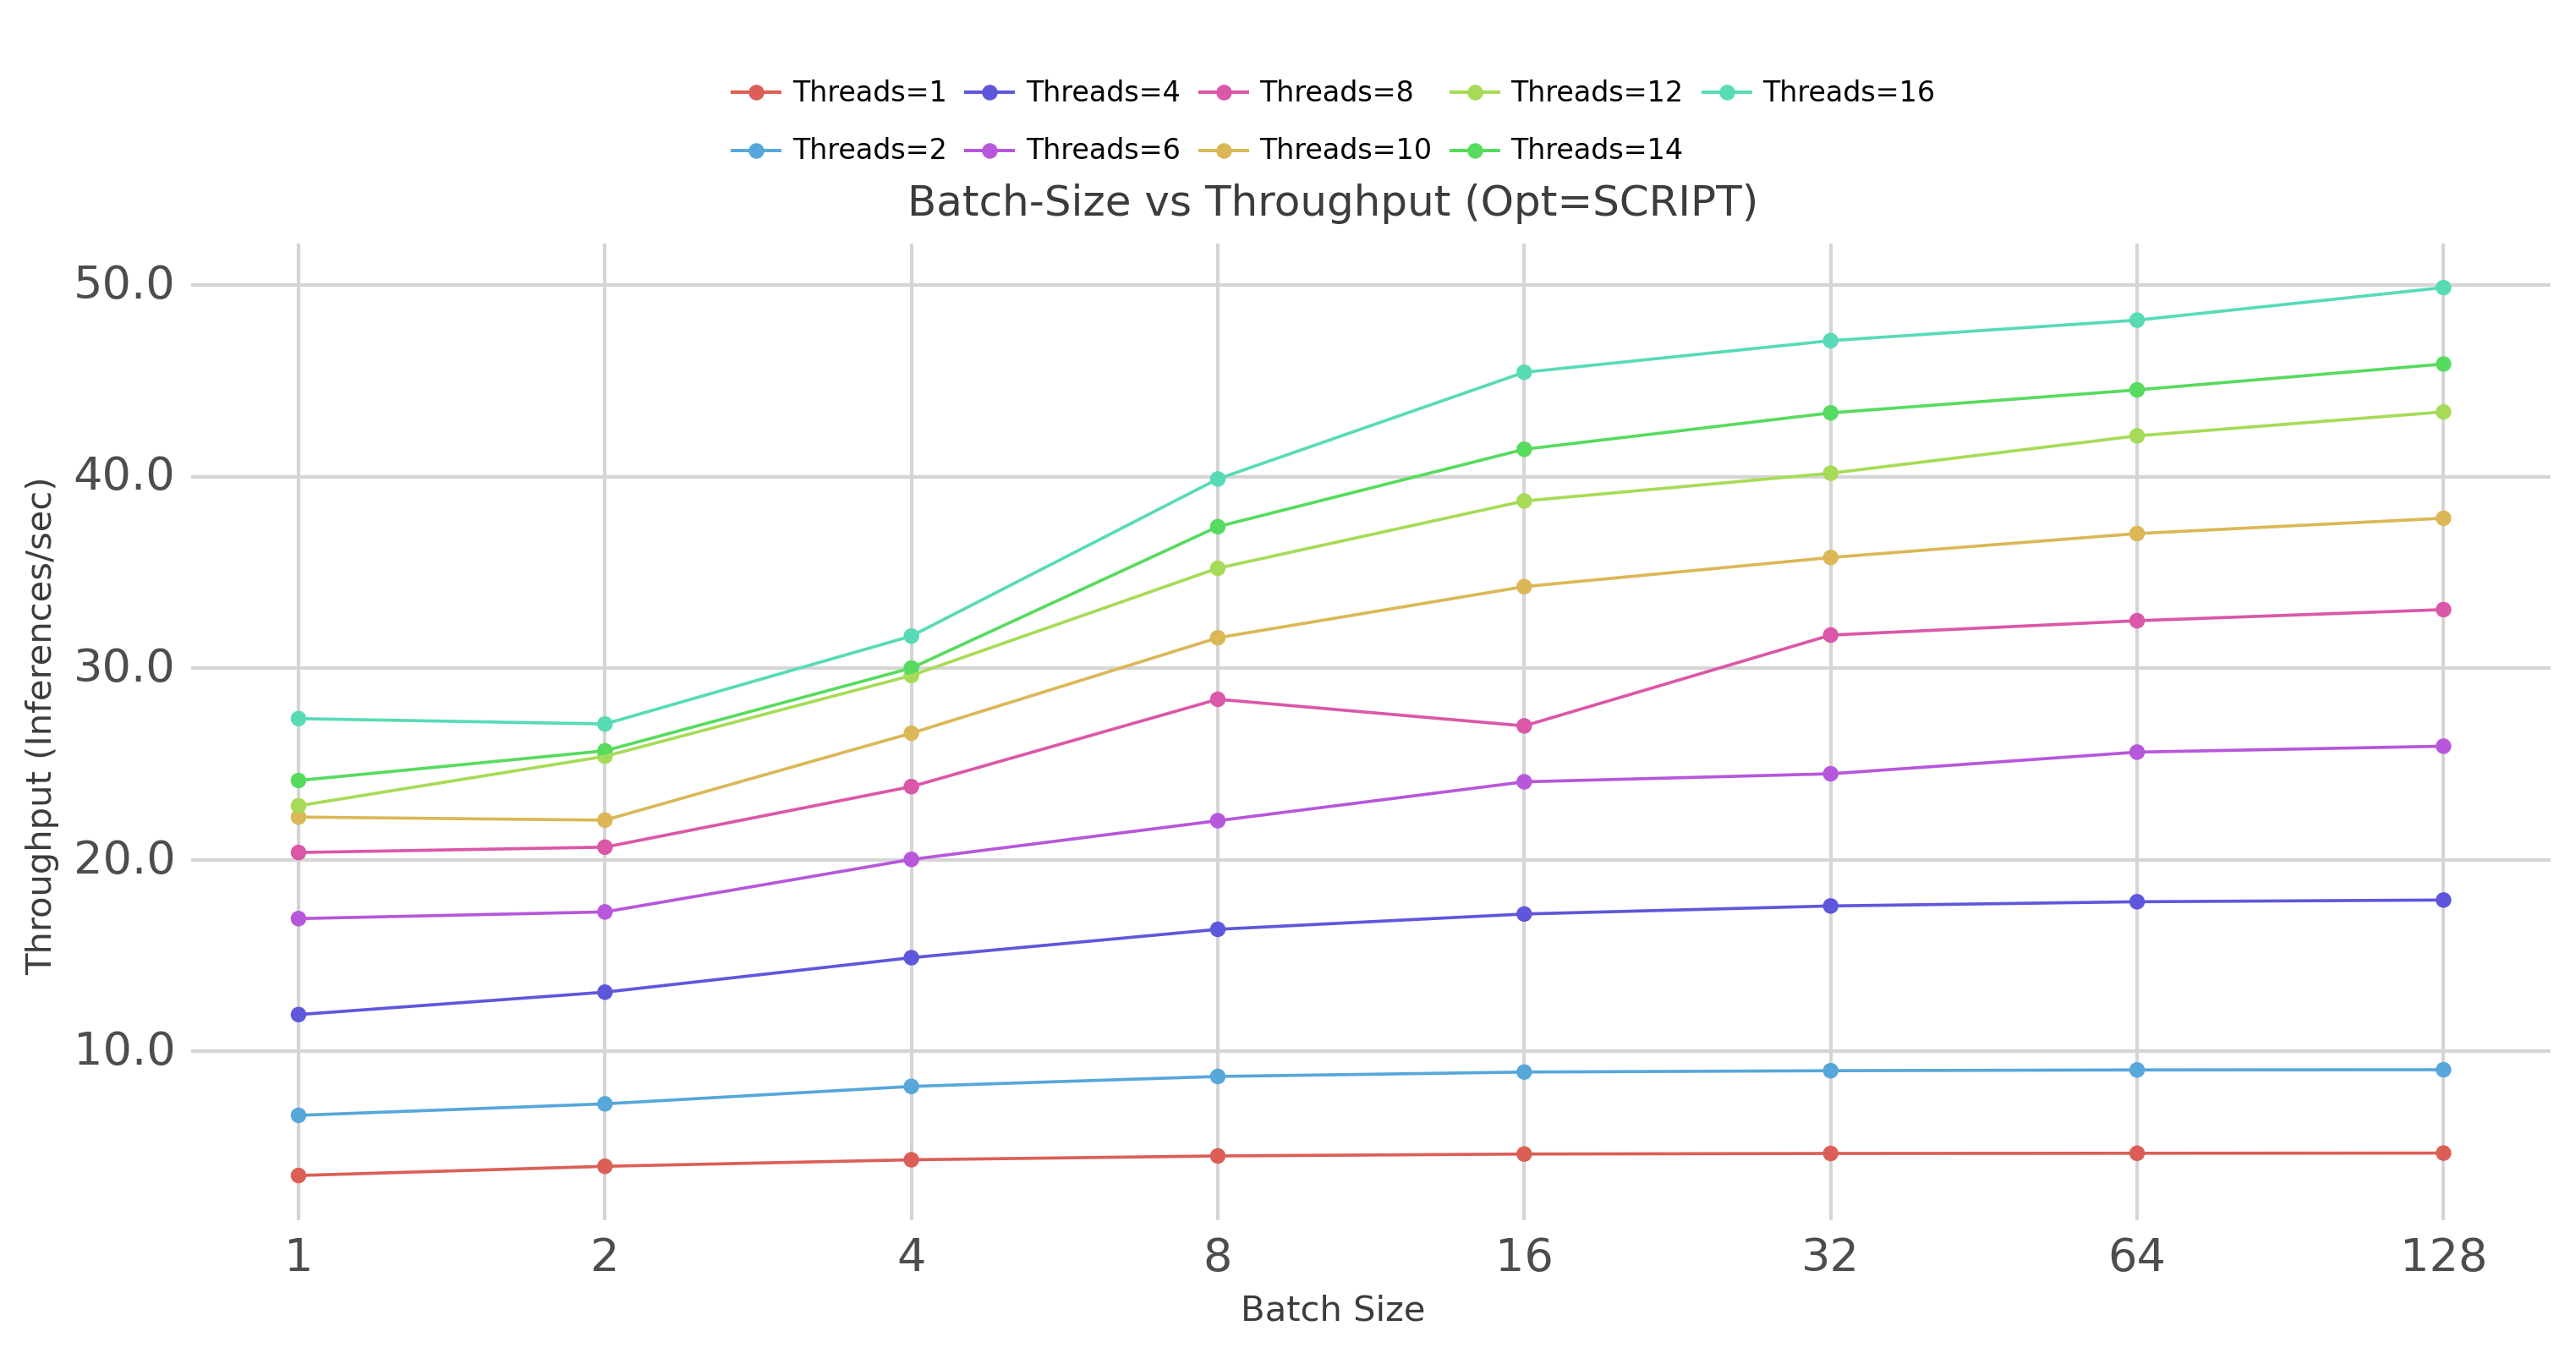 Threads=1 Threads=4 Threads=8 Threads=12 Threads=16
Threads=2 Threads=6 Threads=10 Threads=14
Batch-Size vs Throughput (Opt=SCRIPT)
Throughput (Inferences/sec)
50.0
40.0
30.0
20.0
10.0
1 2 4 8 16 32 64 128
Batch Size